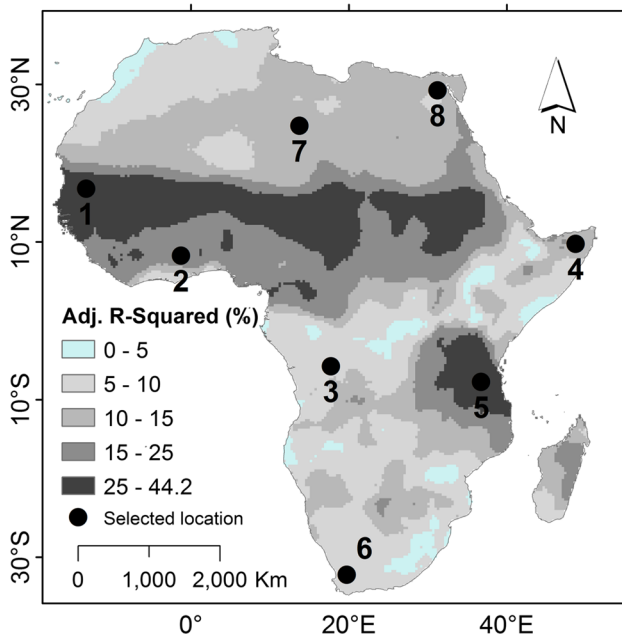 30°N
10°N
10°S
30°S
N
8
7
1
2
4
3
5
6
Adj. R-Squared (%)
0 - 5
5 - 10
10 - 15
15 - 25
25 - 44.2
Selected location
0 1,000 2,000 Km
0° 20°E 40°E